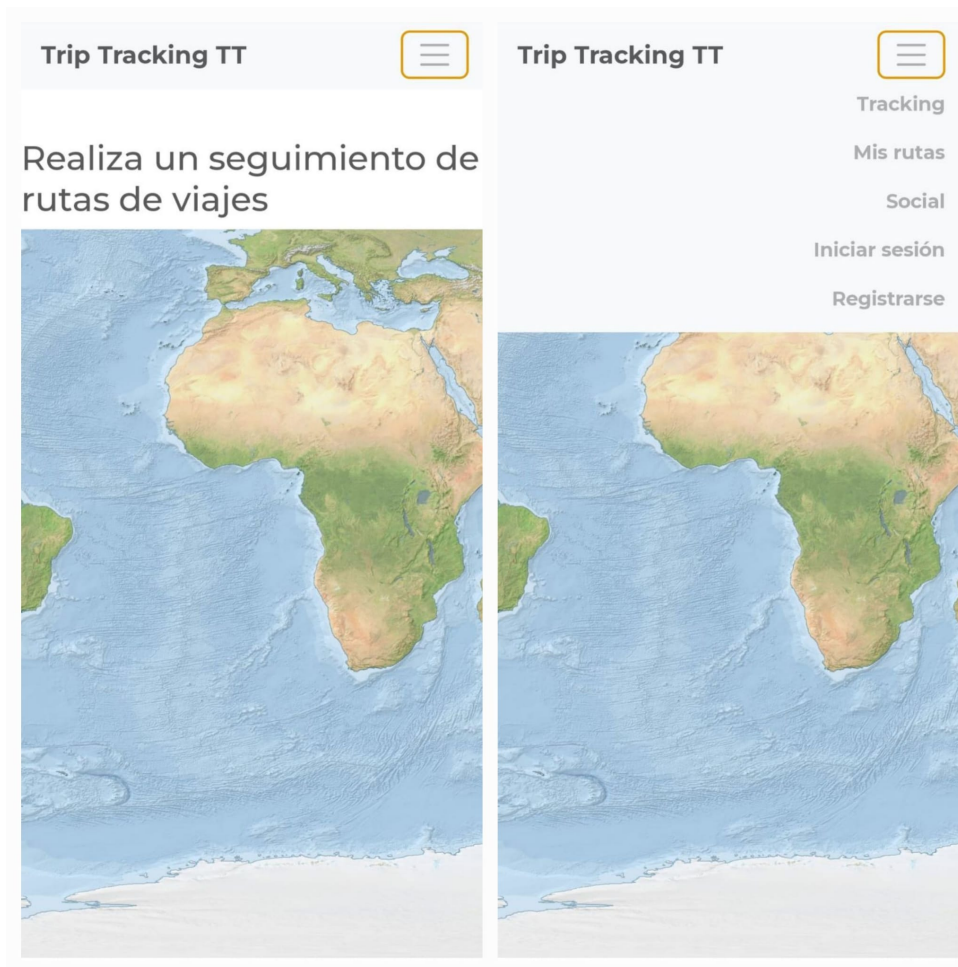 Trip Tracking TT
Realiza un seguimiento de
rutas de viajes
Trip Tracking TT
Tracking
Mis rutas
Social
Iniciar sesión
Registrarse